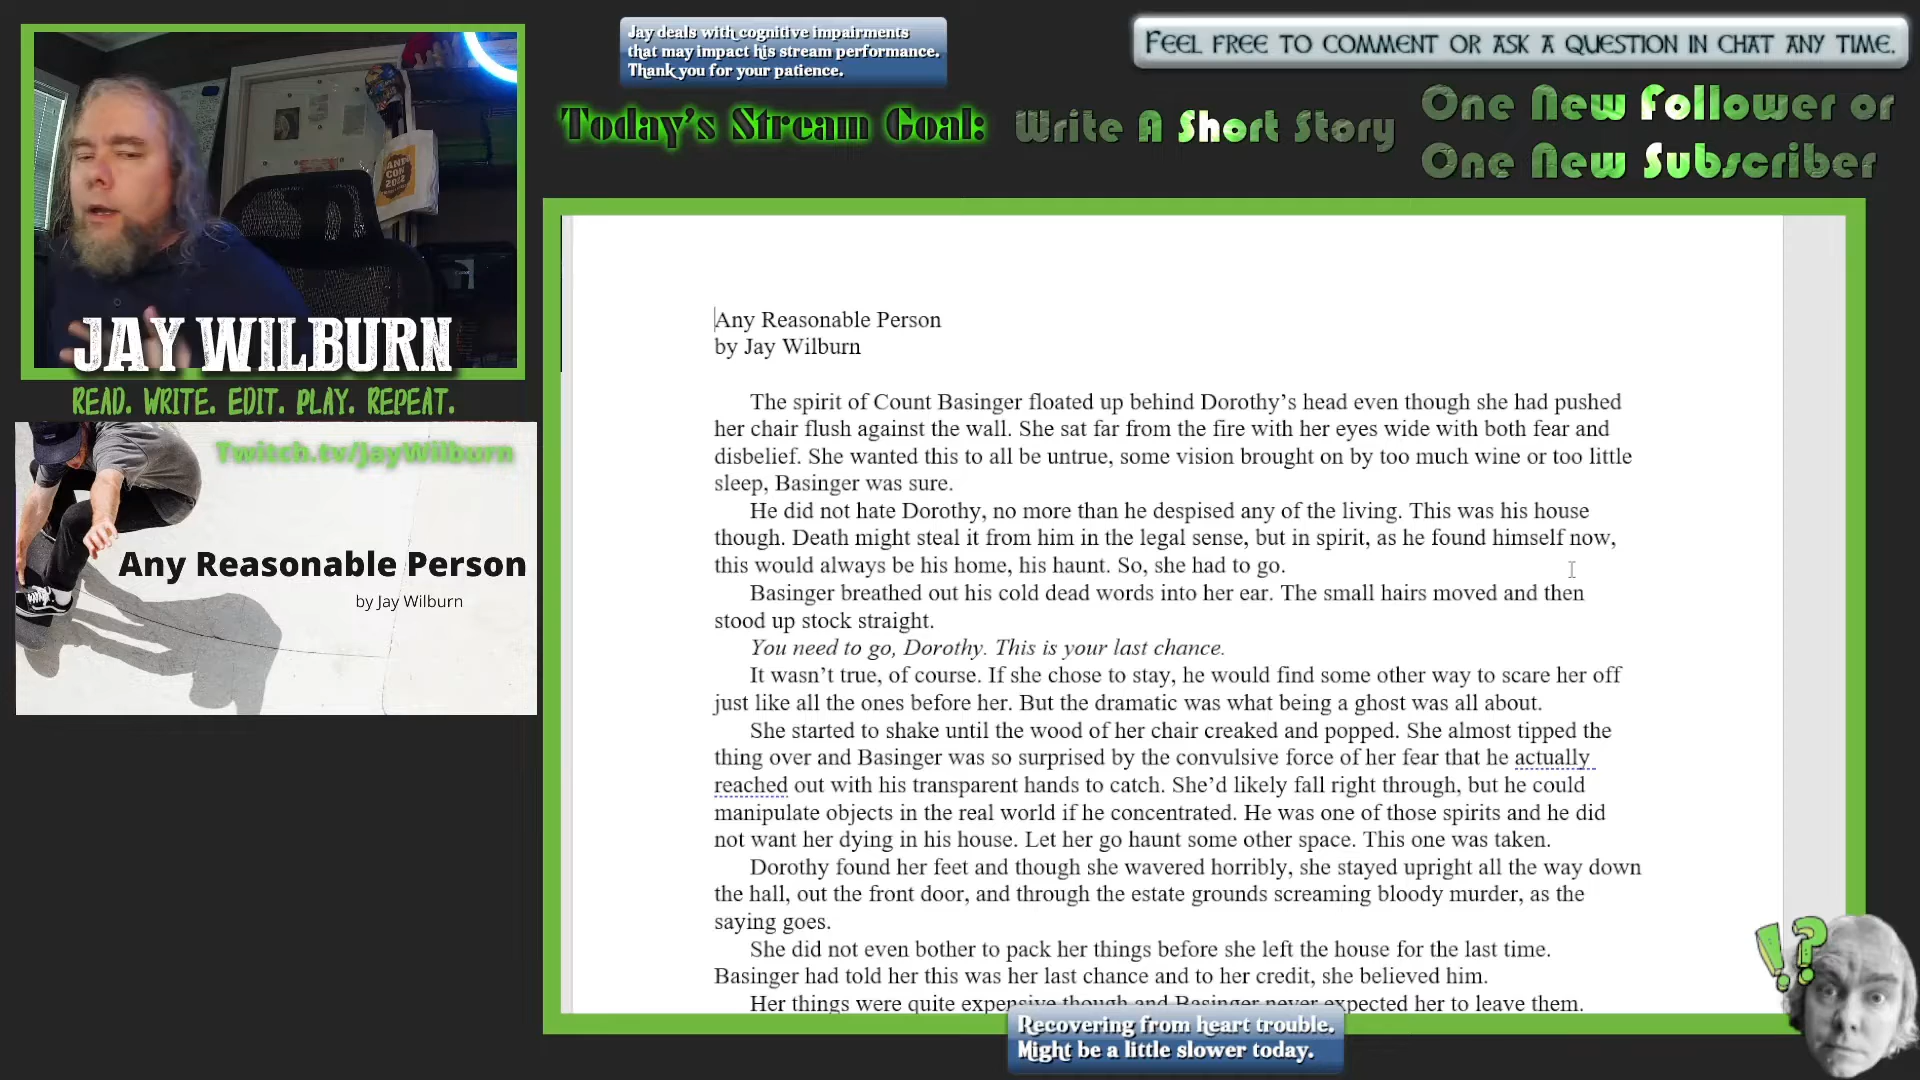 Jay deals with cognitive impairments
that may impact his stream performance.
Thank you for your patience.
FEEL FREE TO COMMENT OR ASK A QUESTION IN CHAT ANY TIME.
Today's Stream Goal:
Write A Short Story
One New Follower or
One New Subscriber
AND
CON
2022
JAY WILBURN
READ. WRITE. EDIT. PLAY. REPEAT.
Twitch.tv/JayWilburn
Any Reasonable Person
by Jay Wilburn
Any Reasonable Person
by Jay Wilburn
The spirit of Count Basinger floated up behind Dorothy’s head even though she had pushed
her chair flush against the wall. She sat far from the fire with her eyes wide with both fear and
disbelief. She wanted this to all be untrue, some vision brought on by too much wine or too little
sleep, Basinger was sure.
He did not hate Dorothy, no more than he despised any of the living. This was his house
though. Death might steal it from him in the legal sense, but in spirit, as he found himself now,
this would always be his home, his haunt. So, she had to go.
Basinger breathed out his cold dead words into her ear. The small hairs moved and then
stood up stock straight.
You need to go, Dorothy. This is your last chance.
It wasn’t true, of course. If she chose to stay, he would find some other way to scare her off
just like all the ones before her. But the dramatic was what being a ghost was all about.
She started to shake until the wood of her chair creaked and popped. She almost tipped the
thing over and Basinger was so surprised by the convulsive force of her fear that he actually
reached out with his transparent hands to catch. She’d likely fall right through, but he could
manipulate objects in the real world if he concentrated. He was one of those spirits and he did
not want her dying in his house. Let her go haunt some other space. This one was taken.
Dorothy found her feet and though she wavered horribly, she stayed upright all the way down
the hall, out the front door, and through the estate grounds screaming bloody murder, as the
saying goes.
She did not even bother to pack her things before she left the house for the last time.
Basinger had told her this was her last chance and to her credit, she believed him.
Her things were quite expensive though and Basinger never expected her to leave them.
Recovering from heart trouble.
Might be a little slower today.
!?